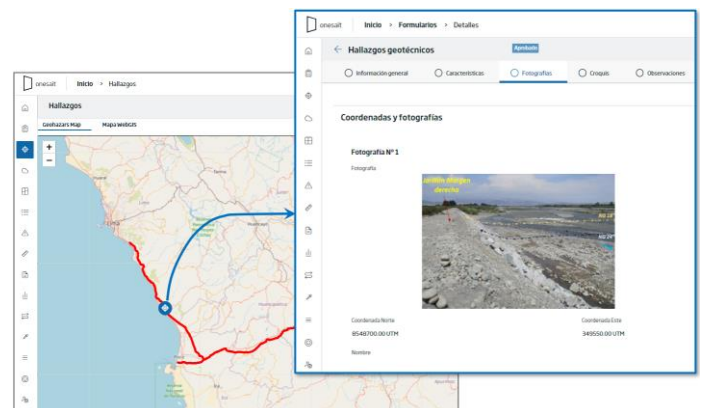 onesait Inicio > Formularios > Detalles
← Hallazgos geotécnicos Aprobado
Información general Características Fotografías Croquis Observaciones
Coordenadas y fotografías
Fotografía Nº 1
Fotografía
derecho
Coordenada Norte Coordenada Este
8548700.00 UTM 349550.00 UTM
Nombre
onesait Inicio > Hallazgos
Hallazgos
Geohazars Map Mapa WebGIS
+
−
Lima